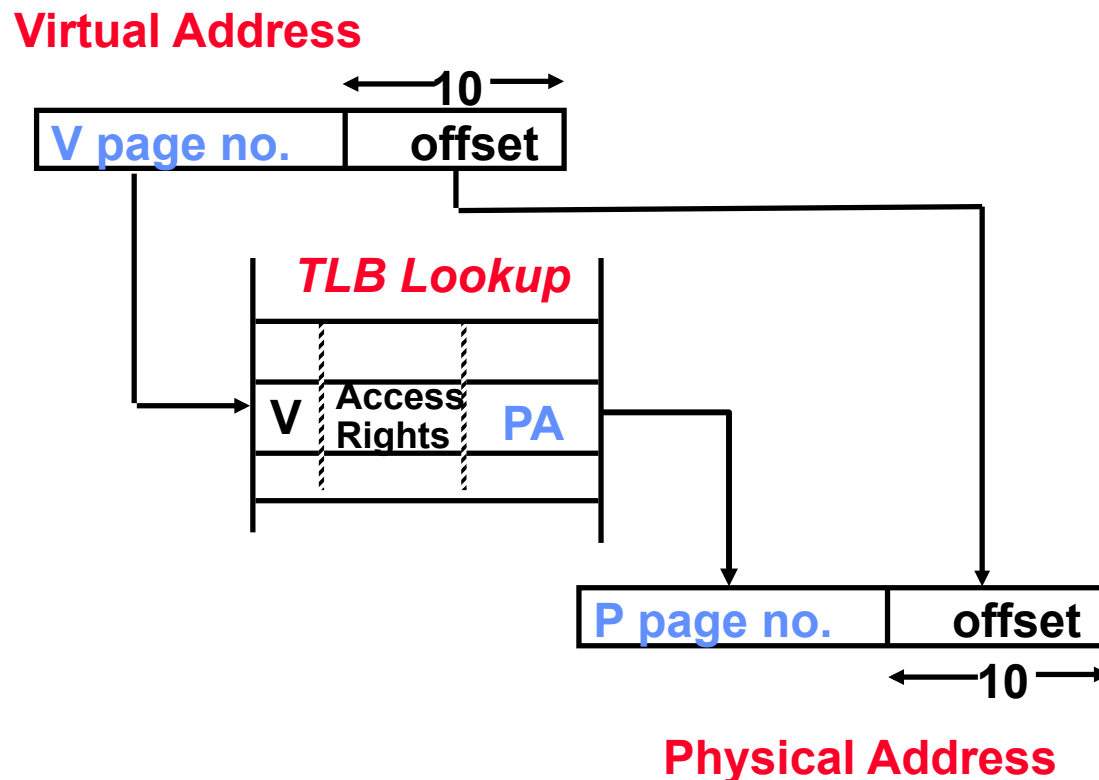 Virtual Address
10
V page no. offset
TLB Lookup
V Access Rights PA
P page no. offset
10
Physical Address